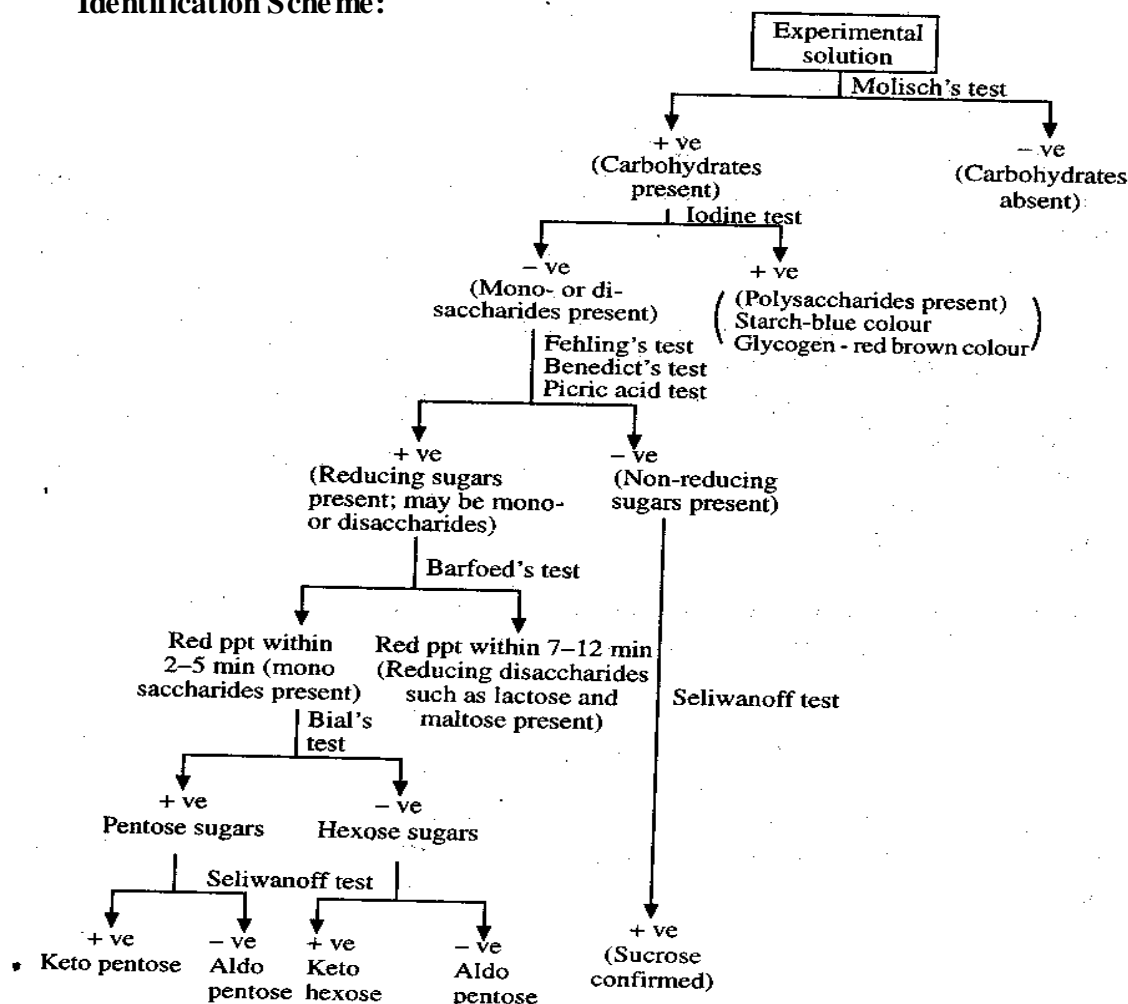 Identification Scheme:
Experimental
solution
Molisch's test
+ ve
(Carbohydrates
present)
– ve
(Carbohydrates
absent)
Iodine test
– ve
(Mono- or di-
saccharides present)
+ ve
(Polysaccharides present)
Starch-blue colour
Glycogen - red brown colour
Fehling's test
Benedict's test
Picric acid test
+ ve
(Reducing sugars
present; may be mono-
or disaccharides)
– ve
(Non-reducing
sugars present)
Barfoed's test
Red ppt within
2–5 min (mono
saccharides present)
Red ppt within 7–12 min
(Reducing disaccharides
such as lactose and
maltose present)
Seliwanoff test
Bial's
test
+ ve
Pentose sugars
– ve
Hexose sugars
Seliwanoff test
+ ve
Keto pentose
– ve
Aldo
pentose
+ ve
Keto
hexose
– ve
Aldo
pentose
+ ve
(Sucrose
confirmed)